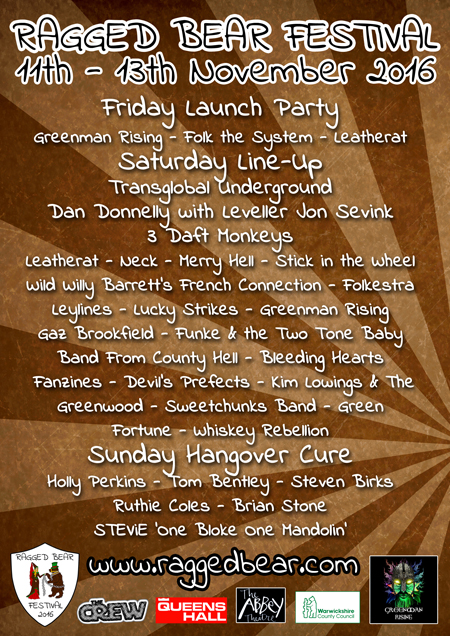 RAGGED BEAR FESTIVAL
11th - 13th November 2016
Friday Launch Party
Greenman Rising - Folk the System - Leatherat
Saturday Line-Up
Transglobal Underground
Dan Donnelly with Leveller Jon Sevink
3 Daft Monkeys
Leatherat - Neck - Merry Hell - Stick in the Wheel
Wild Willy Barrett's French Connection - Folkestra
Leylines - Lucky Strikes - Greenman Rising
Gaz Brookfield - Funke & the Two Tone Baby
Band From County Hell - Bleeding Hearts
Fanzines - Devil's Prefects - Kim Lowings & The
Greenwood - Sweetchunks Band - Green
Fortune - Whiskey Rebellion
Sunday Hangover Cure
Holly Perkins - Tom Bentley - Steven Birks
Ruthie Coles - Brian Stone
STEViE 'One Bloke One Mandolin'
www.raggedbear.com
RAGGED BEAR
FESTIVAL
2016
THE CREW
QUEENS
HALL
The
ABBEY
Theatre
Warwickshire
County Council
GREENMAN
RISING